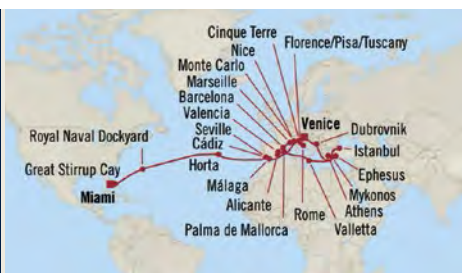 Cinque Terre
Nice
Florence/Pisa/Tuscany
Monte Carlo
Marseille
Barcelona
Valencia
Seville
Cádiz
Horta
Royal Naval Dockyard
Great Stirrup Cay
Miami
Venice
Dubrovnik
Istanbul
Ephesus
Mykonos
Athens
Valletta
Rome
Málaga
Alicante
Palma de Mallorca